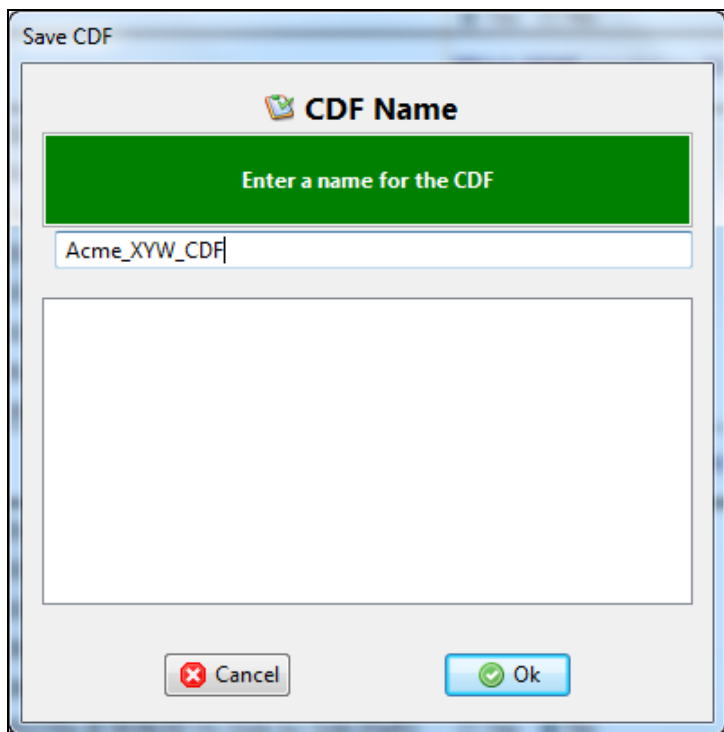 Save CDF
CDF Name
Enter a name for the CDF
Acme_XYW_CDF
Cancel
Ok